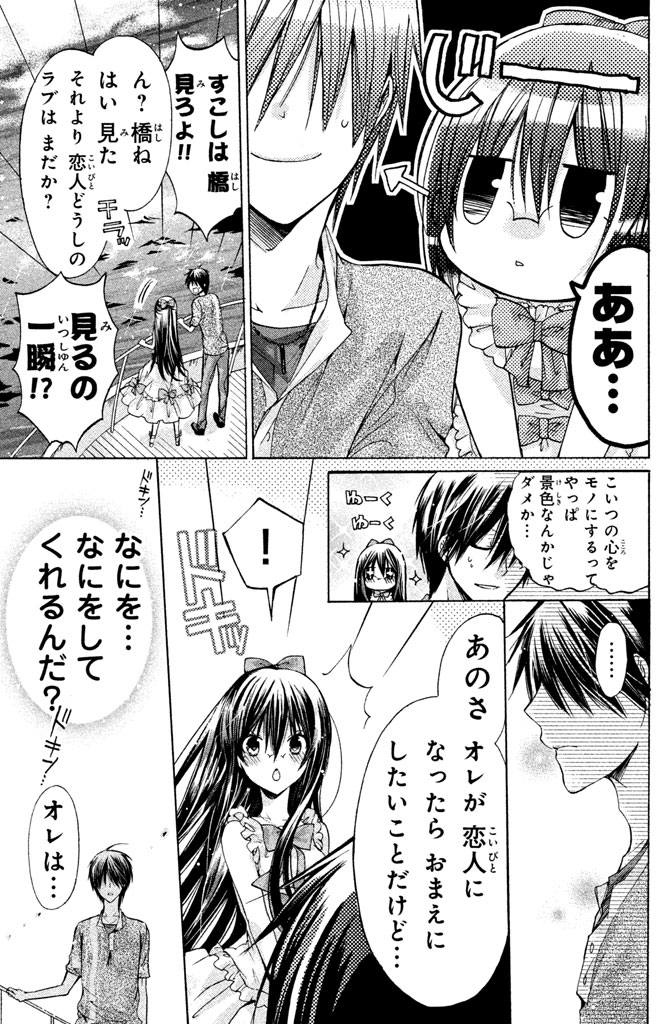 じーっ
ああ…
すこしは 橋
見ろよ!!
ん? 橋ね
はい 見た
それより 恋人どうしの
ラブは まだか?
チラッ
見るの
一瞬!?
こいつの心を
モノにするって
やっぱ
景色なんかじゃ
ダメか…
わーく
わーく
……
あのさ オレが 恋人に
なったら おまえに
したいことだけど…
!
ドキッ
ドキン…
なにを…
なにをして
くれるんだ?
ドキン…
オレは…